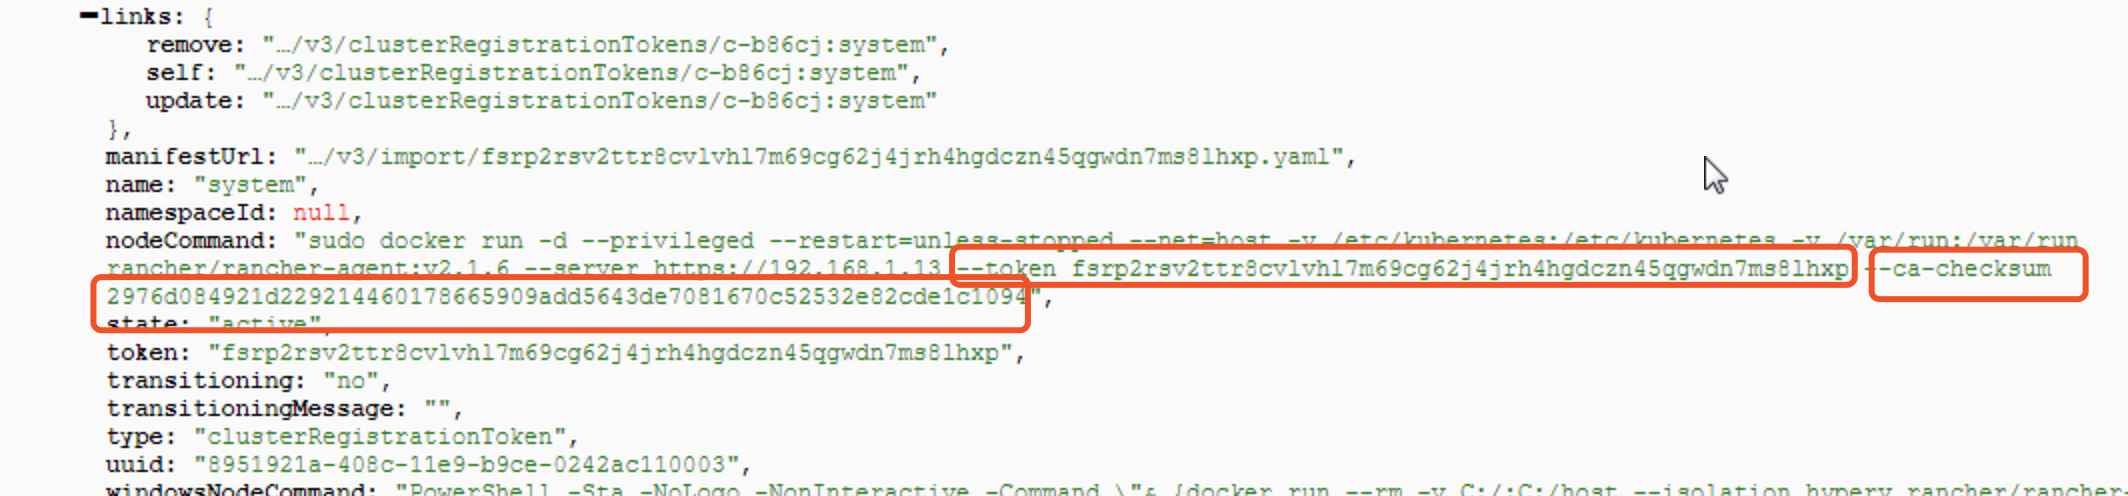 links: {
remove: "…/v3/clusterRegistrationTokens/c-b86cj:system",
self: "…/v3/clusterRegistrationTokens/c-b86cj:system",
update: "…/v3/clusterRegistrationTokens/c-b86cj:system"
},
manifestUrl: "…/v3/import/fsrp2rsv2ttr8cvlvhl7m69cg62j4jrh4hgdczn45qgwdn7ms8lhxp.yaml",
name: "system",
namespaceId: null,
nodeCommand: "sudo docker run -d --privileged --restart=unless-stopped --net=host -v /etc/kubernetes:/etc/kubernetes -v /var/run:/var/run
rancher/rancher-agent:v2.1.6 --server https://192.168.1.13 --token fsrp2rsv2ttr8cvlvhl7m69cg62j4jrh4hgdczn45qgwdn7ms8lhxp --ca-checksum
2976d084921d229214460178665909add5643de7081670c52532e82cde1c1094",
state: "active",
token: "fsrp2rsv2ttr8cvlvhl7m69cg62j4jrh4hgdczn45qgwdn7ms8lhxp",
transitioning: "no",
transitioningMessage: "",
type: "clusterRegistrationToken",
uuid: "8951921a-408c-11e9-b9ce-0242ac110003",
windowsNodeCommand: "PowerShell -Sta -NoLogo -NonInteractive -Command \"& {docker run --rm -v C:/:C:/host --isolation hyperv rancher/rancher